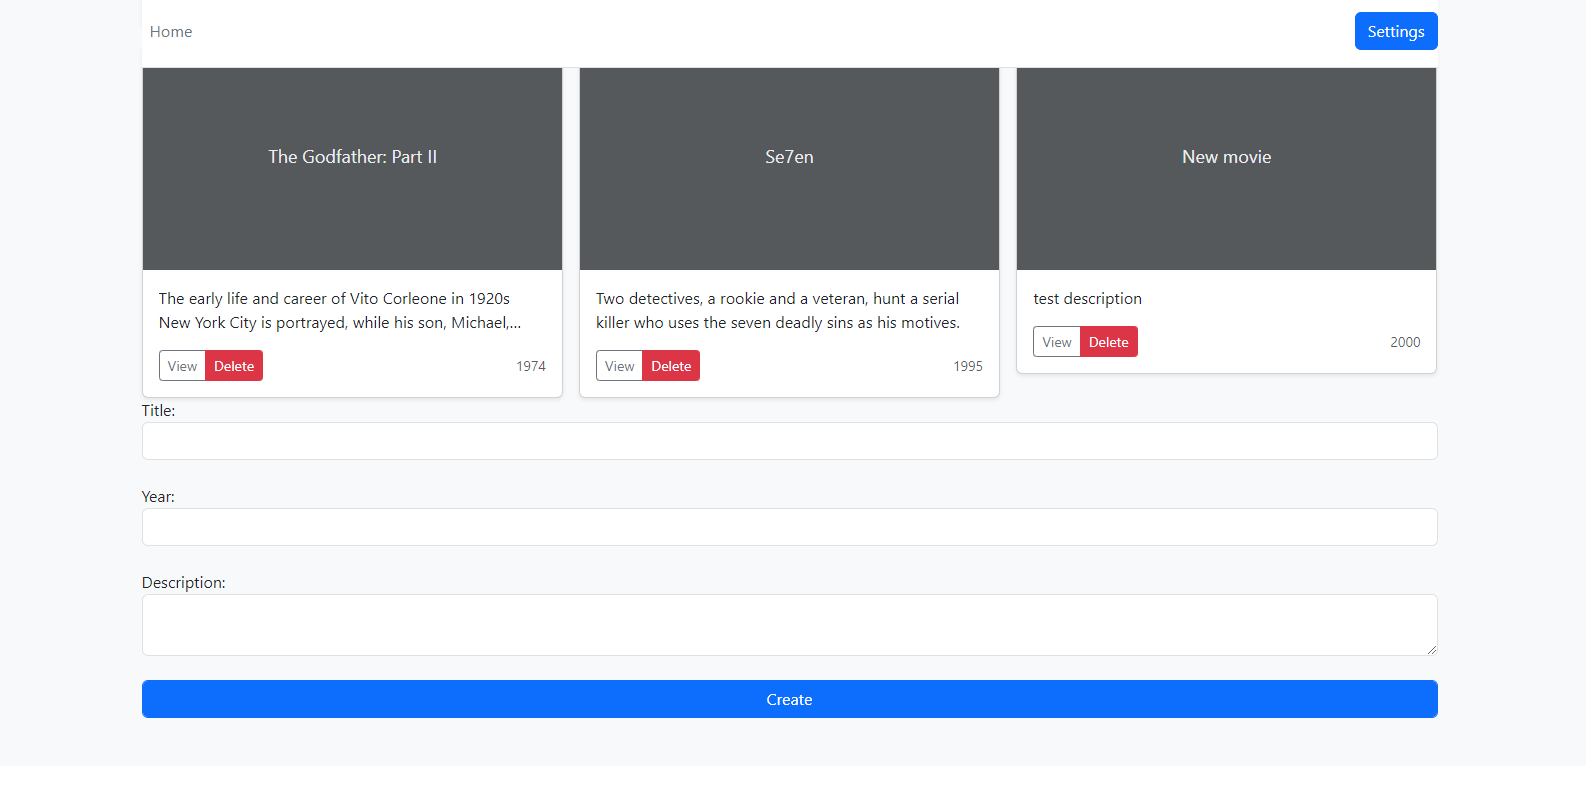 Home
Settings
The Godfather: Part II
Se7en
New movie
The early life and career of Vito Corleone in 1920s
New York City is portrayed, while his son, Michael,...
View
Delete
1974
Two detectives, a rookie and a veteran, hunt a serial
killer who uses the seven deadly sins as his motives.
View
Delete
1995
test description
View
Delete
2000
Title:
Year:
Description:
Create